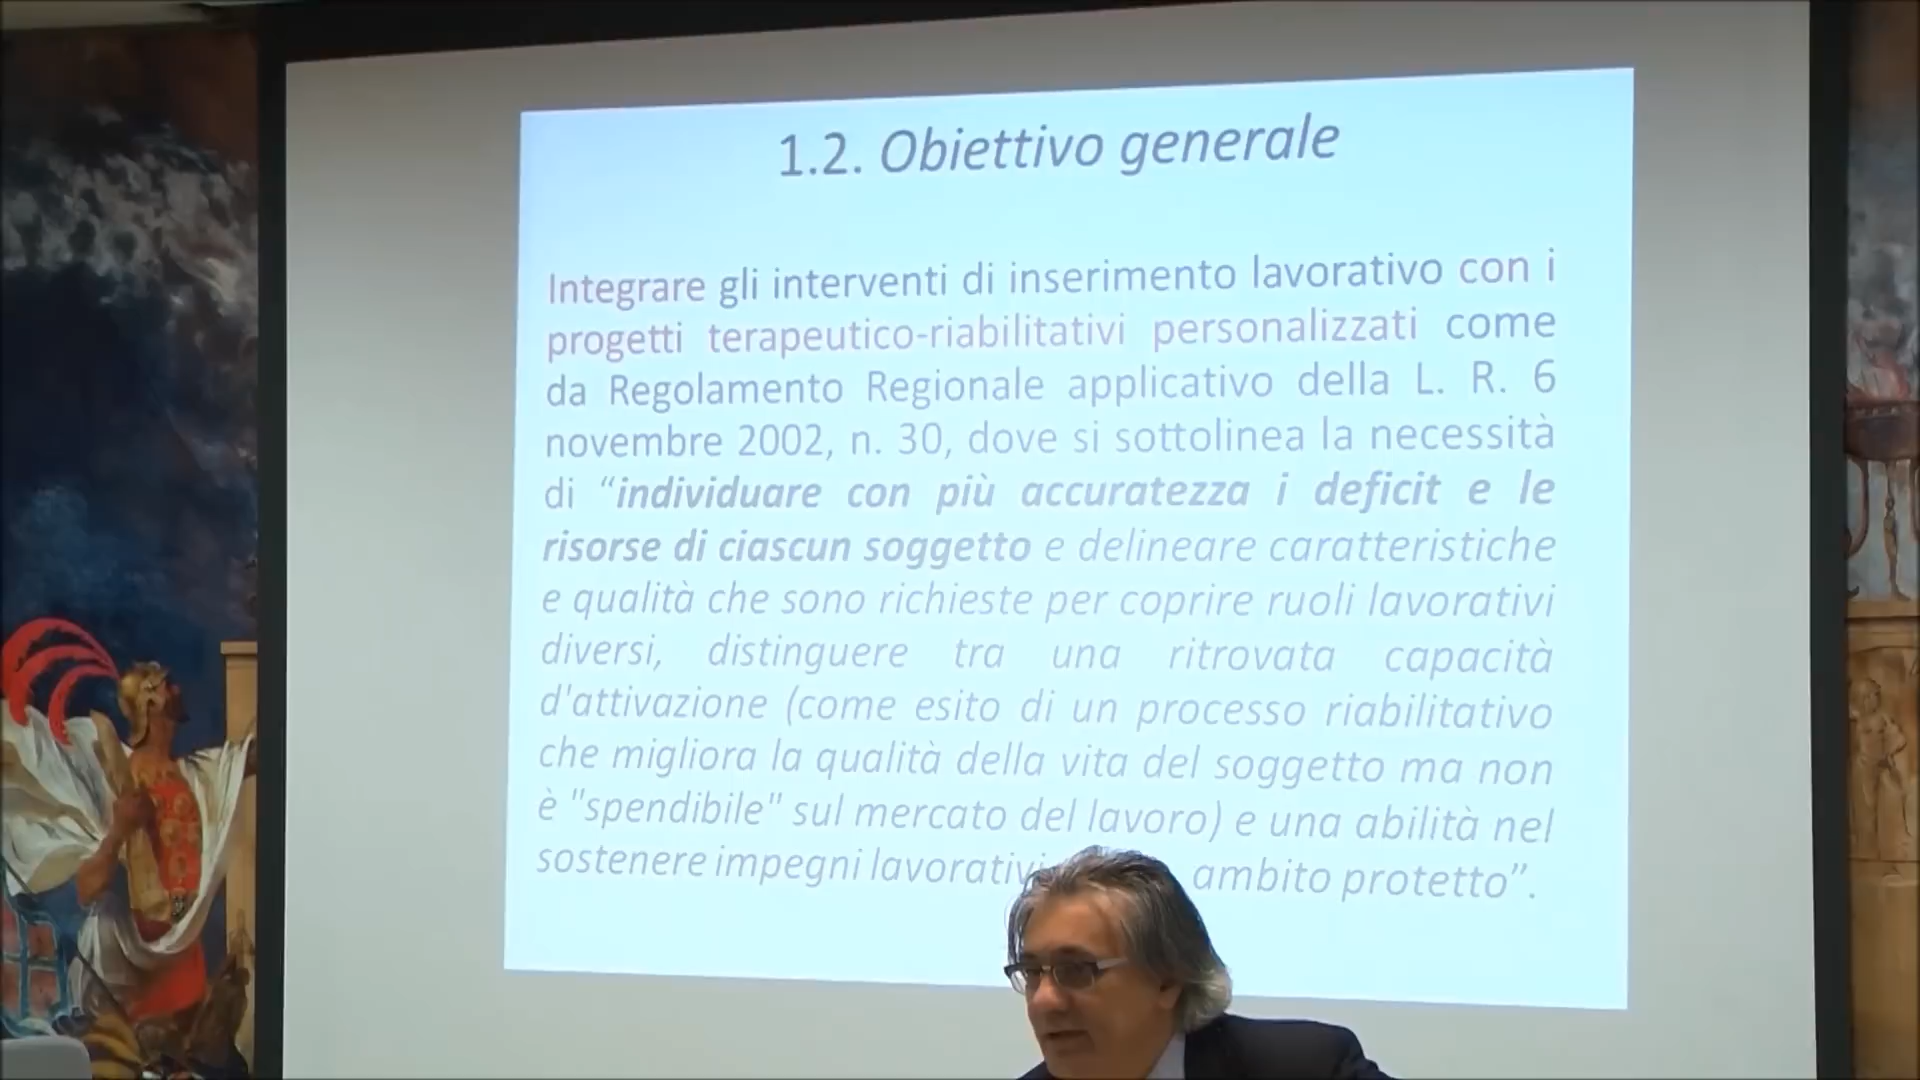 1.2. Obiettivo generale
Integrare gli interventi di inserimento lavorativo con i
progetti terapeutico-riabilitativi personalizzati come
da Regolamento Regionale applicativo della L. R. 6
novembre 2002, n. 30, dove si sottolinea la necessità
di “individuare con più accuratezza i deficit e le
risorse di ciascun soggetto e delineare caratteristiche
e qualità che sono richieste per coprire ruoli lavorativi
diversi, distinguere tra una ritrovata capacità
d'attivazione (come esito di un processo riabilitativo
che migliora la qualità della vita del soggetto ma non
è "spendibile" sul mercato del lavoro) e una abilità nel
sostenere impegni lavorativi ambito protetto”.